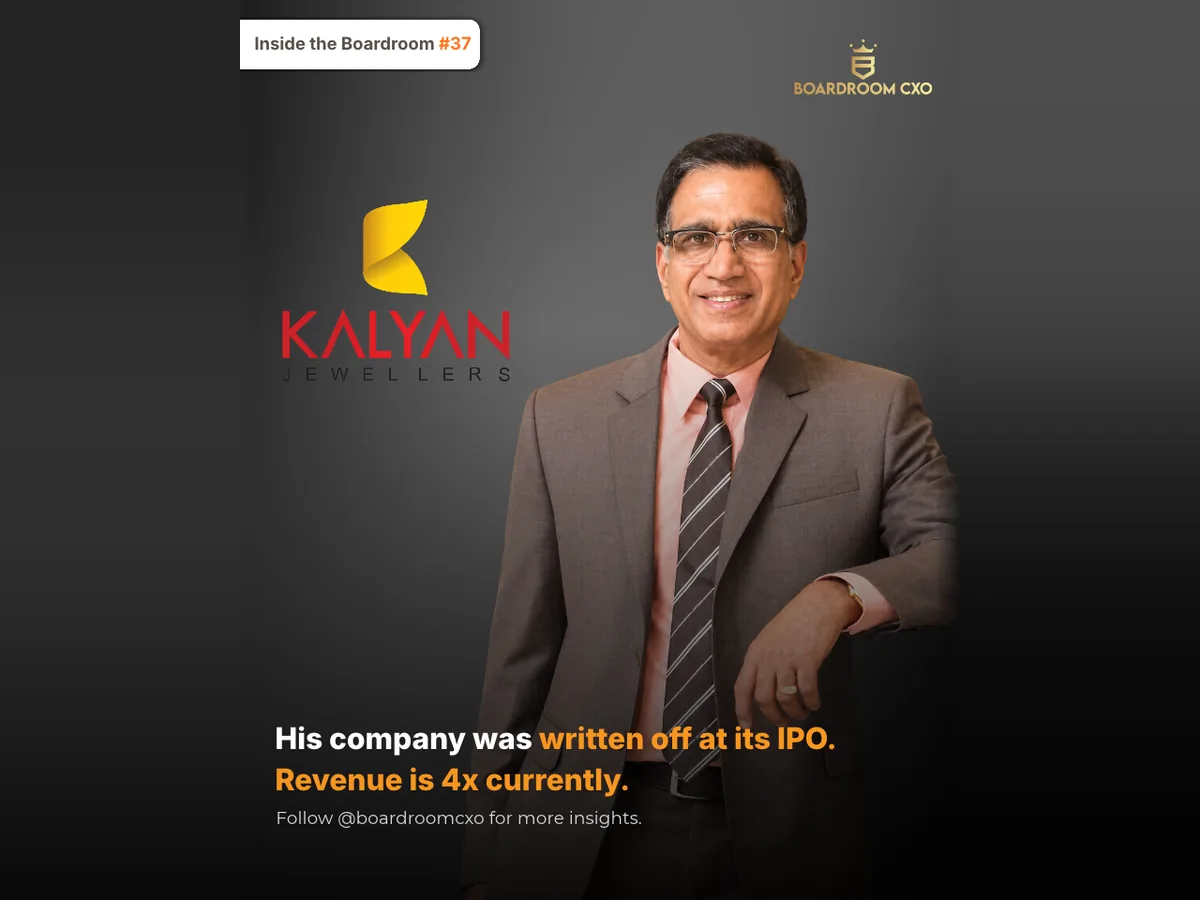 Inside the Boardroom #37
BOARDROOM CXO
KALYAN
JEWELLERS
His company was written off at its IPO.
Revenue is 4x currently.
Follow @boardroomcxo for more insights.